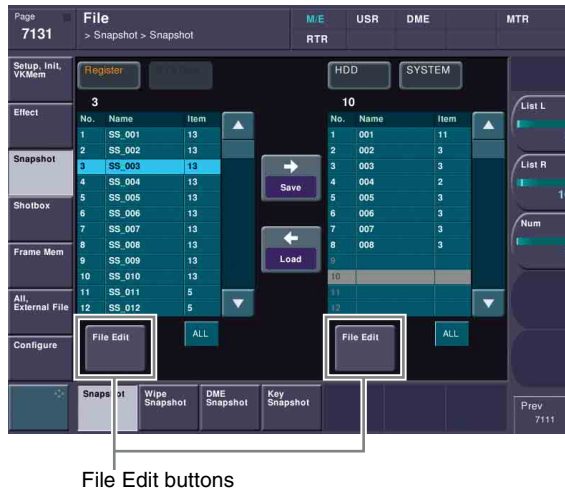 Page
7131
File
> Snapshot > Snapshot
M/E USR DME MTR
RTR
Setup, Init,
VKMem
Effect
Snapshot
Shotbox
Frame Mem
All,
External File
Configure
Register
HDD SYSTEM
3
No. Name Item
1 SS_001 13
2 SS_002 13
3 SS_003 13
4 SS_004 13
5 SS_005 13
6 SS_006 13
7 SS_007 13
8 SS_008 13
9 SS_009 13
10 SS_010 13
11 SS_011 5
12 SS_012 5
Save
Load
10
No. Name Item
1 001 11
2 002 3
3 003 3
4 004 2
5 005 3
6 006 3
7 007 3
8 008 3
9
10
11
12
List L
List R
Num
File Edit
ALL
File Edit
ALL
Snapshot
Wipe
Snapshot
DME
Snapshot
Key
Snapshot
Prev
7111
File Edit buttons